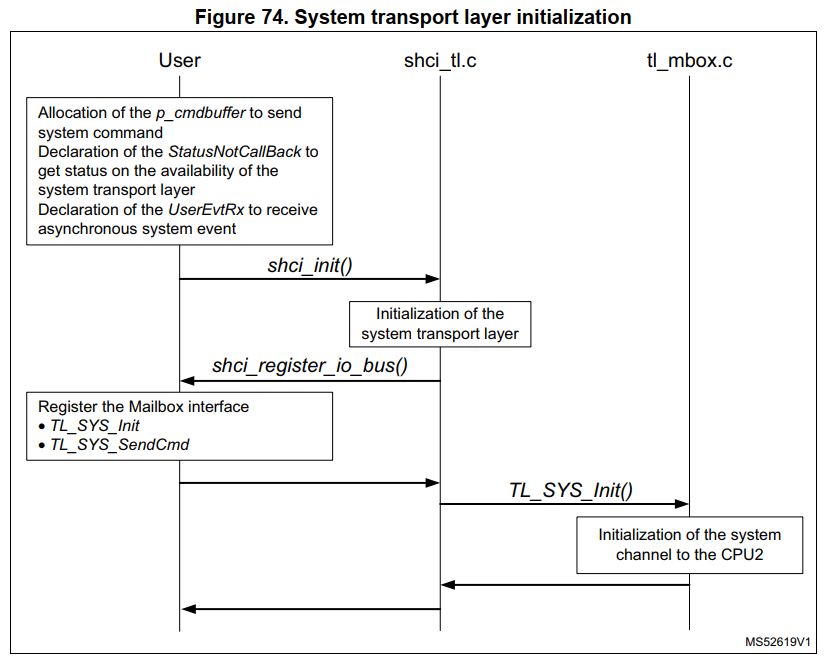 Figure 74. System transport layer initialization
User
shci_tl.c
tl_mbox.c
Allocation of the p_cmdbuffer to send
system command
Declaration of the StatusNotCallBack to
get status on the availability of the
system transport layer
Declaration of the UserEvtRx to receive
asynchronous system event
shci_init()
Initialization of the
system transport layer
shci_register_io_bus()
Register the Mailbox interface
• TL_SYS_Init
• TL_SYS_SendCmd
TL_SYS_Init()
Initialization of the system
channel to the CPU2
MS52619V1